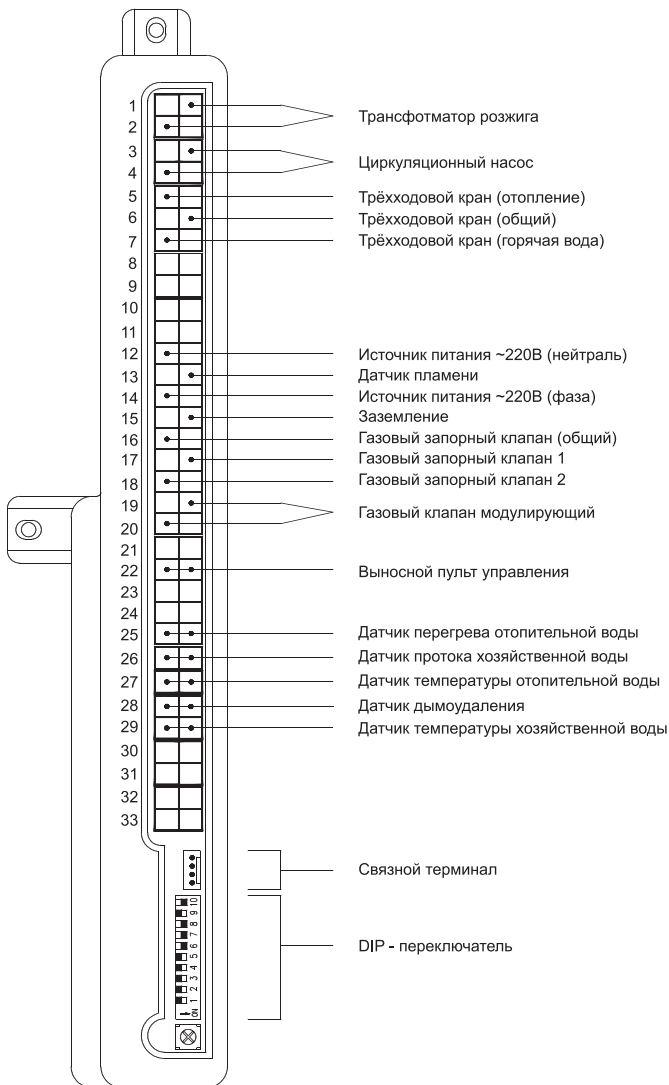 1
2
Трансфотматор розжига
3
4
Циркуляционный насос
5 Трёхходовой кран (отопление)
6 Трёхходовой кран (общий)
7 Трёхходовой кран (горячая вода)
8
9
10
11
12 Источник питания ~220В (нейтраль)
13 Датчик пламени
14 Источник питания ~220В (фаза)
15 Заземление
16 Газовый запорный клапан (общий)
17 Газовый запорный клапан 1
18 Газовый запорный клапан 2
19
20
Газовый клапан модулирующий
21
22 Выносной пульт управления
23
24
25 Датчик перегрева отопительной воды
26 Датчик протока хозяйственной воды
27 Датчик температуры отопительной воды
28 Датчик дымоудаления
29 Датчик температуры хозяйственной воды
30
31
32
33
Связной терминал
ON 1 2 3 4 5 6 7 8 9 10
DIP - переключатель